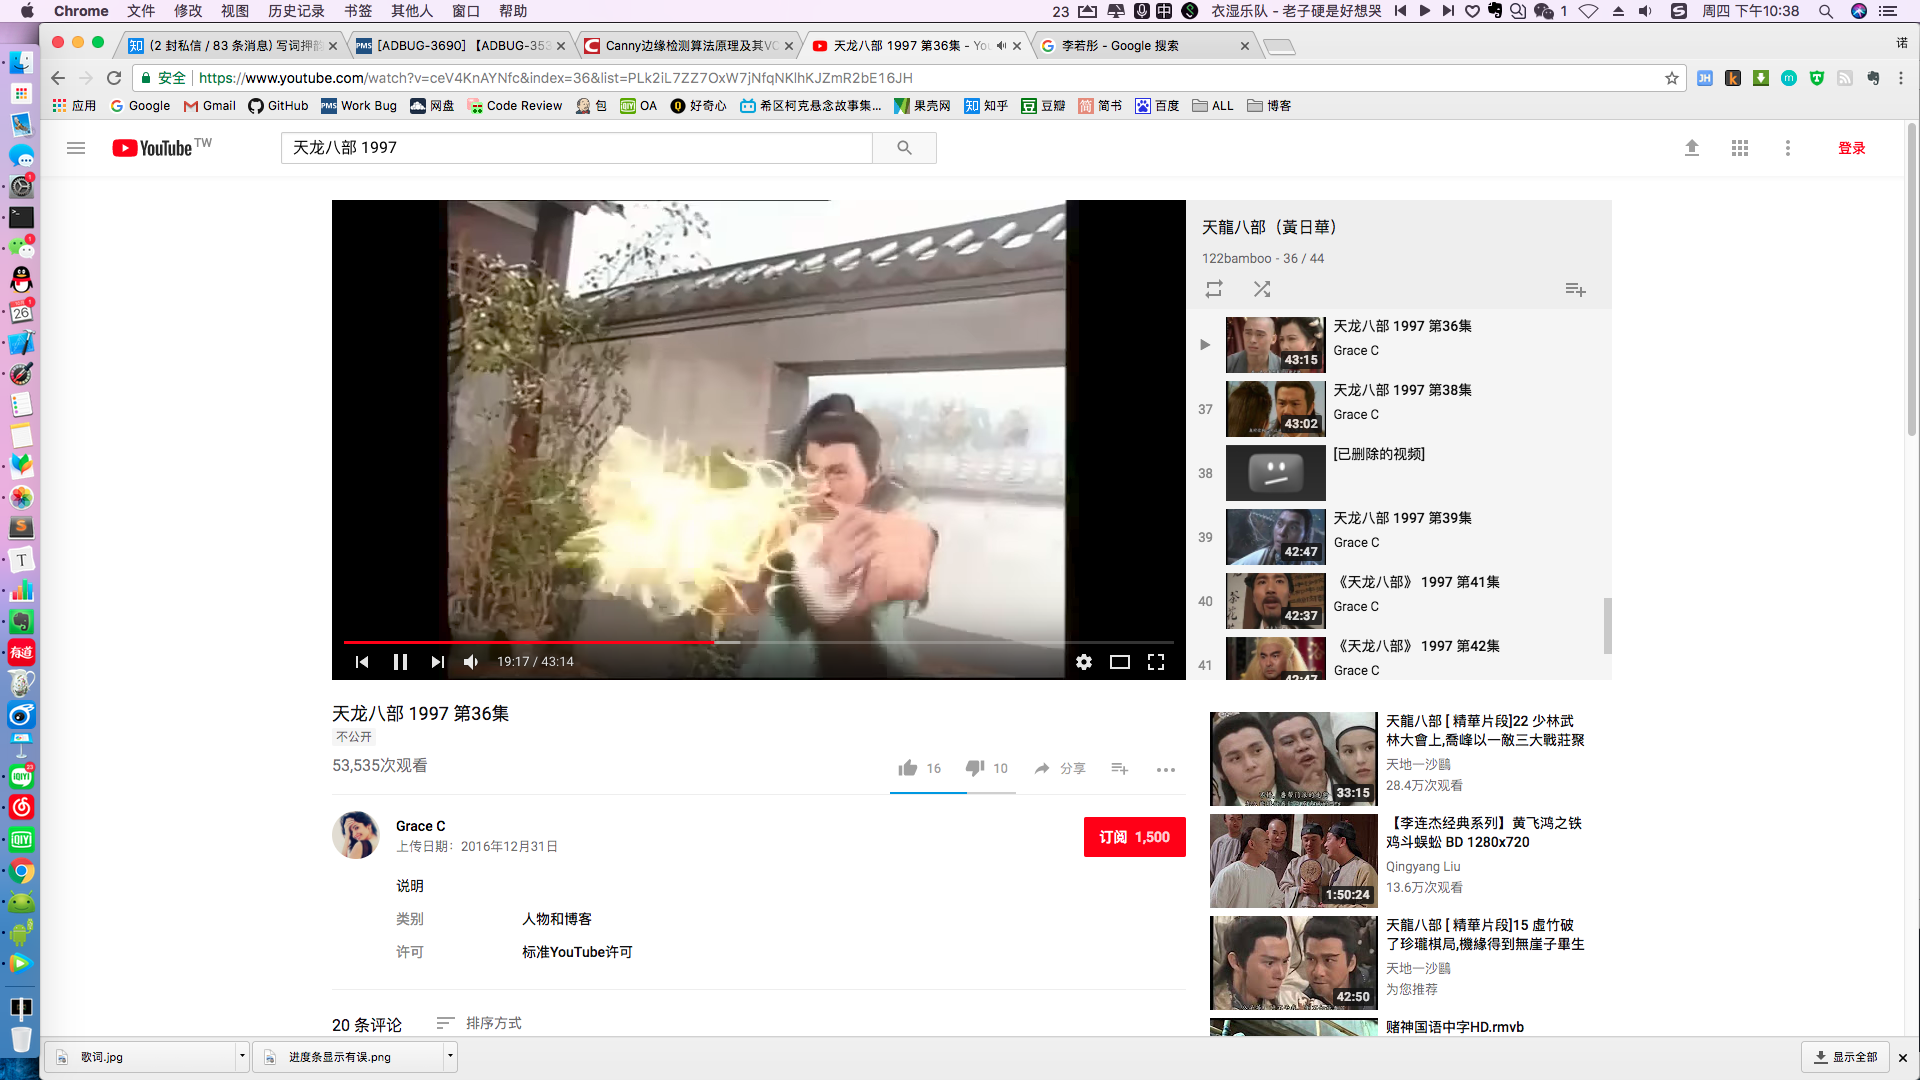 Chrome 文件 修改 视图 历史记录 书签 其他人 窗口 帮助 23 衣湿乐队 - 老子硬是好想哭 1 周四 下午10:38
(2 封私信 / 83 条消息) 写词押韵 [ADBUG-3690] 【ADBUG-353 Canny边缘检测算法原理及其VC 天龙八部 1997 第36集 - You 李若彤 - Google 搜索 诺
安全 https://www.youtube.com/watch?v=ceV4KnAYNfc&index=36&list=PLk2iL7ZZ7OxW7jNfqNKlhKJZmR2bE16JH
应用 Google Gmail GitHub PMS Work Bug 网盘 Code Review 包 OA 好奇心 希区柯克悬念故事集... 果壳网 知乎 豆瓣 简书 百度 ALL 博客
YouTube TW 天龙八部 1997 登录
天龍八部（黃日華）
122bamboo - 36 / 44
天龙八部 1997 第36集
Grace C
43:15
37 天龙八部 1997 第38集
Grace C
43:02
38 [已删除的视频]
39 天龙八部 1997 第39集
Grace C
42:47
40 《天龙八部》 1997 第41集
Grace C
42:37
41 《天龙八部》 1997 第42集
Grace C
42:47
19:17 / 43:14
天龙八部 1997 第36集
不公开
53,535次观看
16 10 分享
Grace C
上传日期：2016年12月31日
订阅 1,500
说明
类别 人物和博客
许可 标准YouTube许可
20 条评论 排序方式
天龍八部 [ 精華片段]22 少林武
林大會上,喬峰以一敵三大戰莊聚
天地一沙鷗
28.4万次观看
33:15
【李连杰经典系列】黄飞鸿之铁
鸡斗蜈蚣 BD 1280x720
Qingyang Liu
13.6万次观看
1:50:24
天龍八部 [ 精華片段]15 虛竹破
了珍瓏棋局,機緣得到無崖子畢生
天地一沙鷗
为您推荐
42:50
赌神国语中字HD.rmvb
歌词.jpg 进度条显示有误.png 显示全部